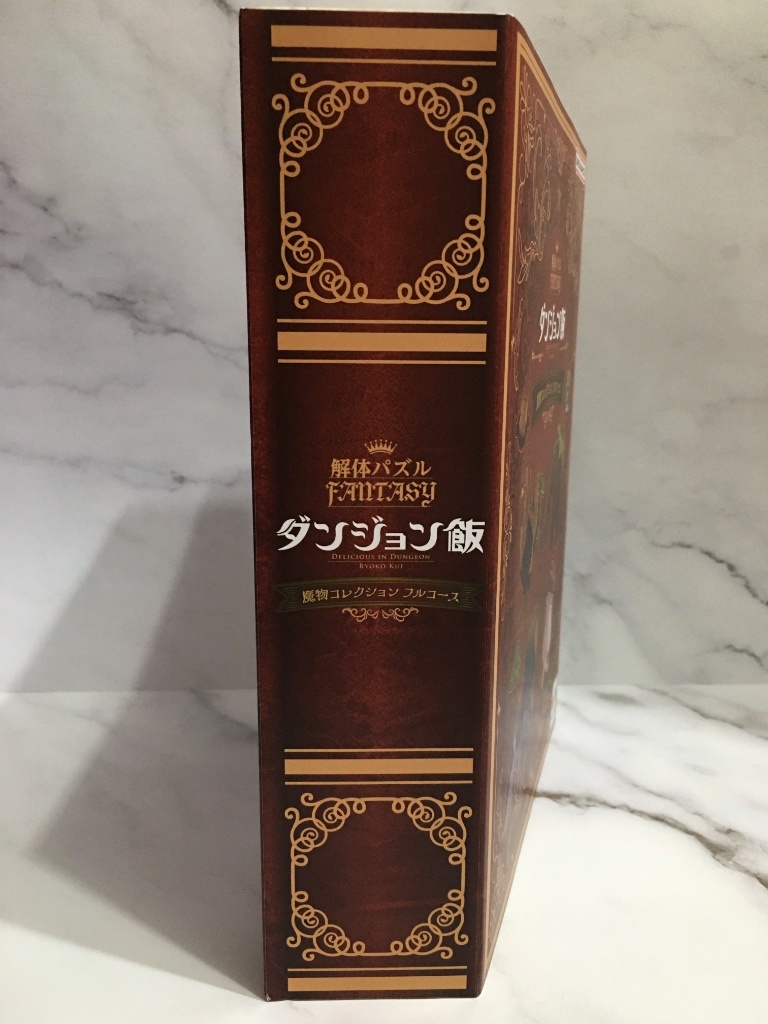 解体パズル
FANTASY
ダンジョン飯
DELICIOUS IN DUNGEON
RYOKO KUI
魔物コレクション フルコース
ダンジョン飯